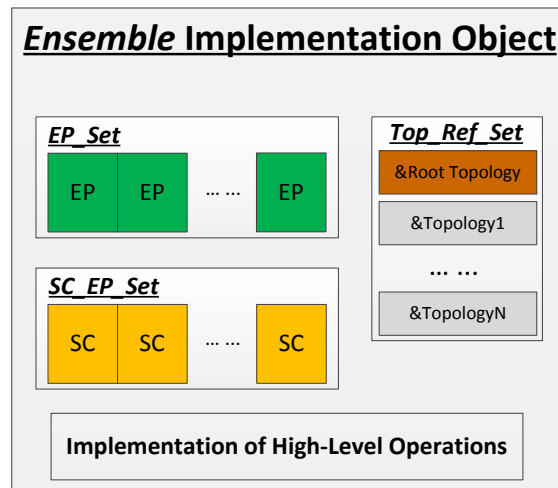 Ensemble Implementation Object
EP_Set
EP EP ... ... EP
SC_EP_Set
SC SC ... ... SC
Top_Ref_Set
&Root Topology
&Topology1
... ...
&TopologyN
Implementation of High-Level Operations